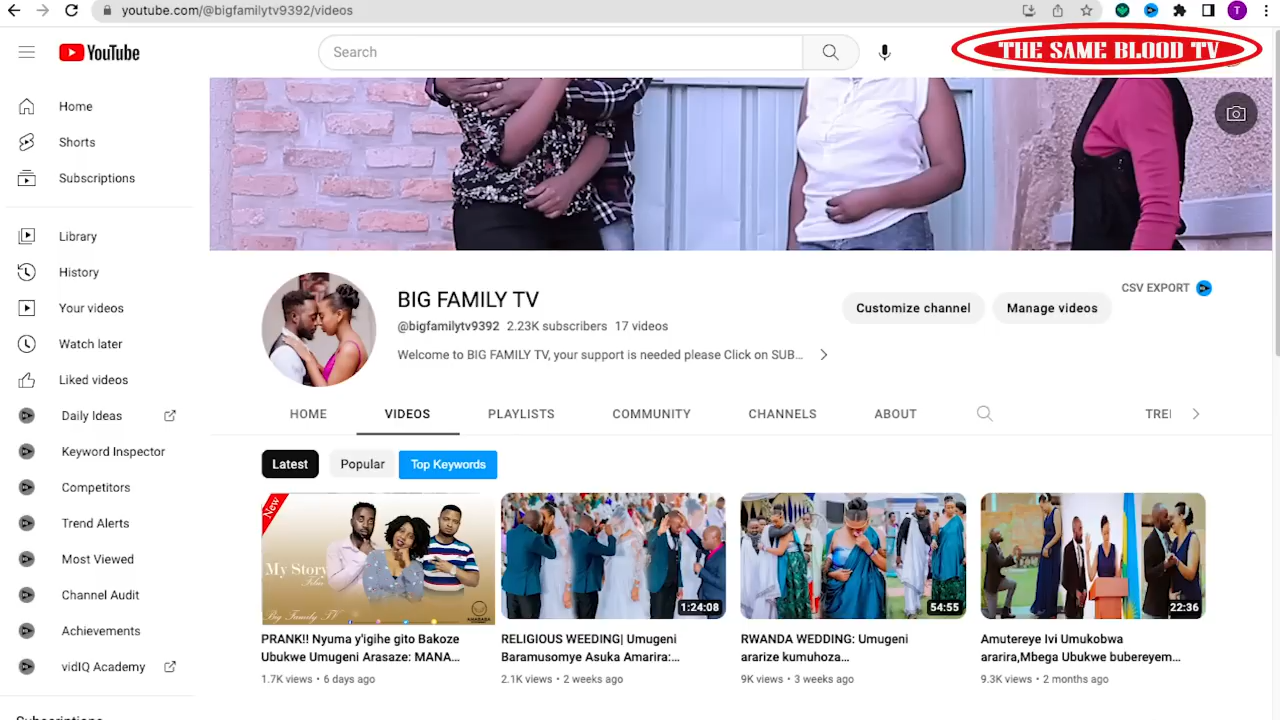 youtube.com/@bigfamilytv9392/videos
T
YouTube
Search
THE SAME BLOOD TV
Home
Shorts
Subscriptions
Library
History
Your videos
Watch later
Liked videos
Daily Ideas
Keyword Inspector
Competitors
Trend Alerts
Most Viewed
Channel Audit
Achievements
vidIQ Academy
Subscriptions
BIG FAMILY TV
@bigfamilytv9392 2.23K subscribers 17 videos
Welcome to BIG FAMILY TV, your support is needed please Click on SUB...
Customize channel
Manage videos
CSV EXPORT
HOME VIDEOS PLAYLISTS COMMUNITY CHANNELS ABOUT TREI
Latest Popular Top Keywords
New
My Story
Film
Big Family TV
1:24:08
54:55
22:36
PRANK!! Nyuma y'igihe gito Bakoze
Ubukwe Umugeni Arasaze: MANA...
1.7K views • 6 days ago
RELIGIOUS WEEDING| Umugeni
Baramusomye Asuka Amarira:...
2.1K views • 2 weeks ago
RWANDA WEDDING: Umugeni
ararize kumuhoza...
9K views • 3 weeks ago
Amutereye Ivi Umukobwa
ararira,Mbega Ubukwe bubereyem...
9.3K views • 2 months ago